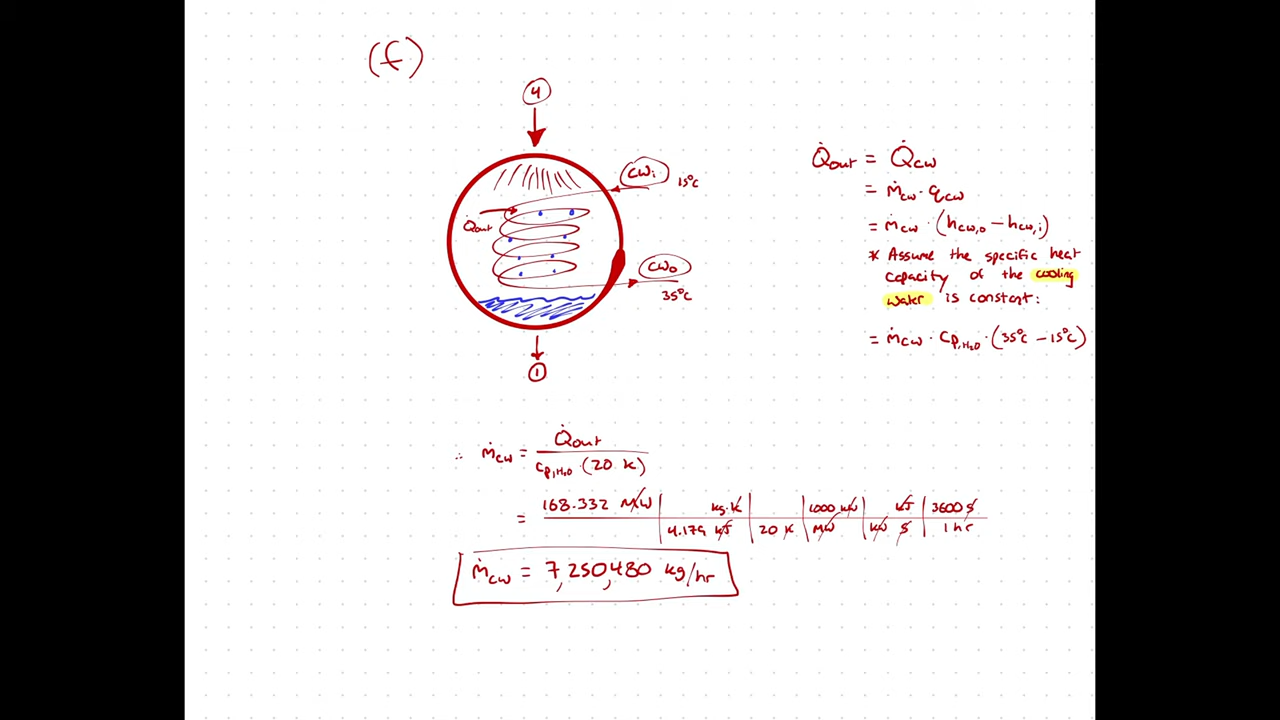 (f)
4
CWi
15°C
Q̇out
CWo
35°C
1
Q̇out = Q̇cw
= ṁcw · qcw
= ṁcw · (hcw,o − hcw,i)
* Assume the specific heat
capacity of the cooling
water is constant:
= ṁcw · Cp,H2O · (35°C − 15°C)
∴ ṁcw = Q̇out / Cp,H2O · (20 K)
= 168.332 MW | kg·K | | 1000 kW | kJ | 3600 s
4.179 kJ | 20 K | MW | kW s | 1 hr
ṁcw = 7,250,480 kg/hr